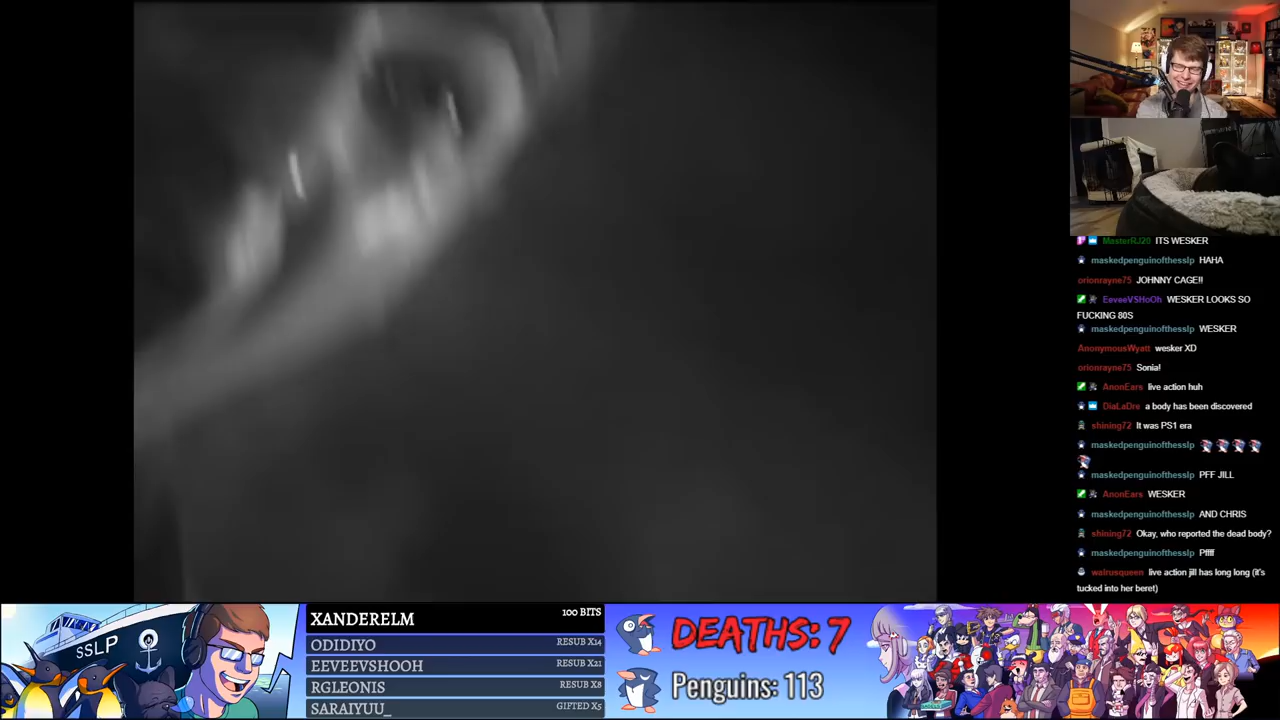 MasterRJ20 ITS WESKER
maskedpenguinofthesslp HAHA
orionrayne75 JOHNNY CAGE!!
EeveeVSHoOh WESKER LOOKS SO
FUCKING 80S
maskedpenguinofthesslp WESKER
AnonymousWyatt wesker XD
orionrayne75 Sonia!
AnonEars live action huh
DiaLaDre a body has been discovered
shining72 It was PS1 era
maskedpenguinofthesslp
maskedpenguinofthesslp PFF JILL
AnonEars WESKER
maskedpenguinofthesslp AND CHRIS
shining72 Okay, who reported the dead body?
maskedpenguinofthesslp Pffff
walrusqueen live action jill has long long (it's
tucked into her beret)
SSLP
XANDERELM 100 BITS
ODIDIYO RESUB X14
EEVEEVSHOOH RESUB X21
RGLEONIS RESUB X8
SARAIYUU_ GIFTED X5
DEATHS: 7
Penguins: 113